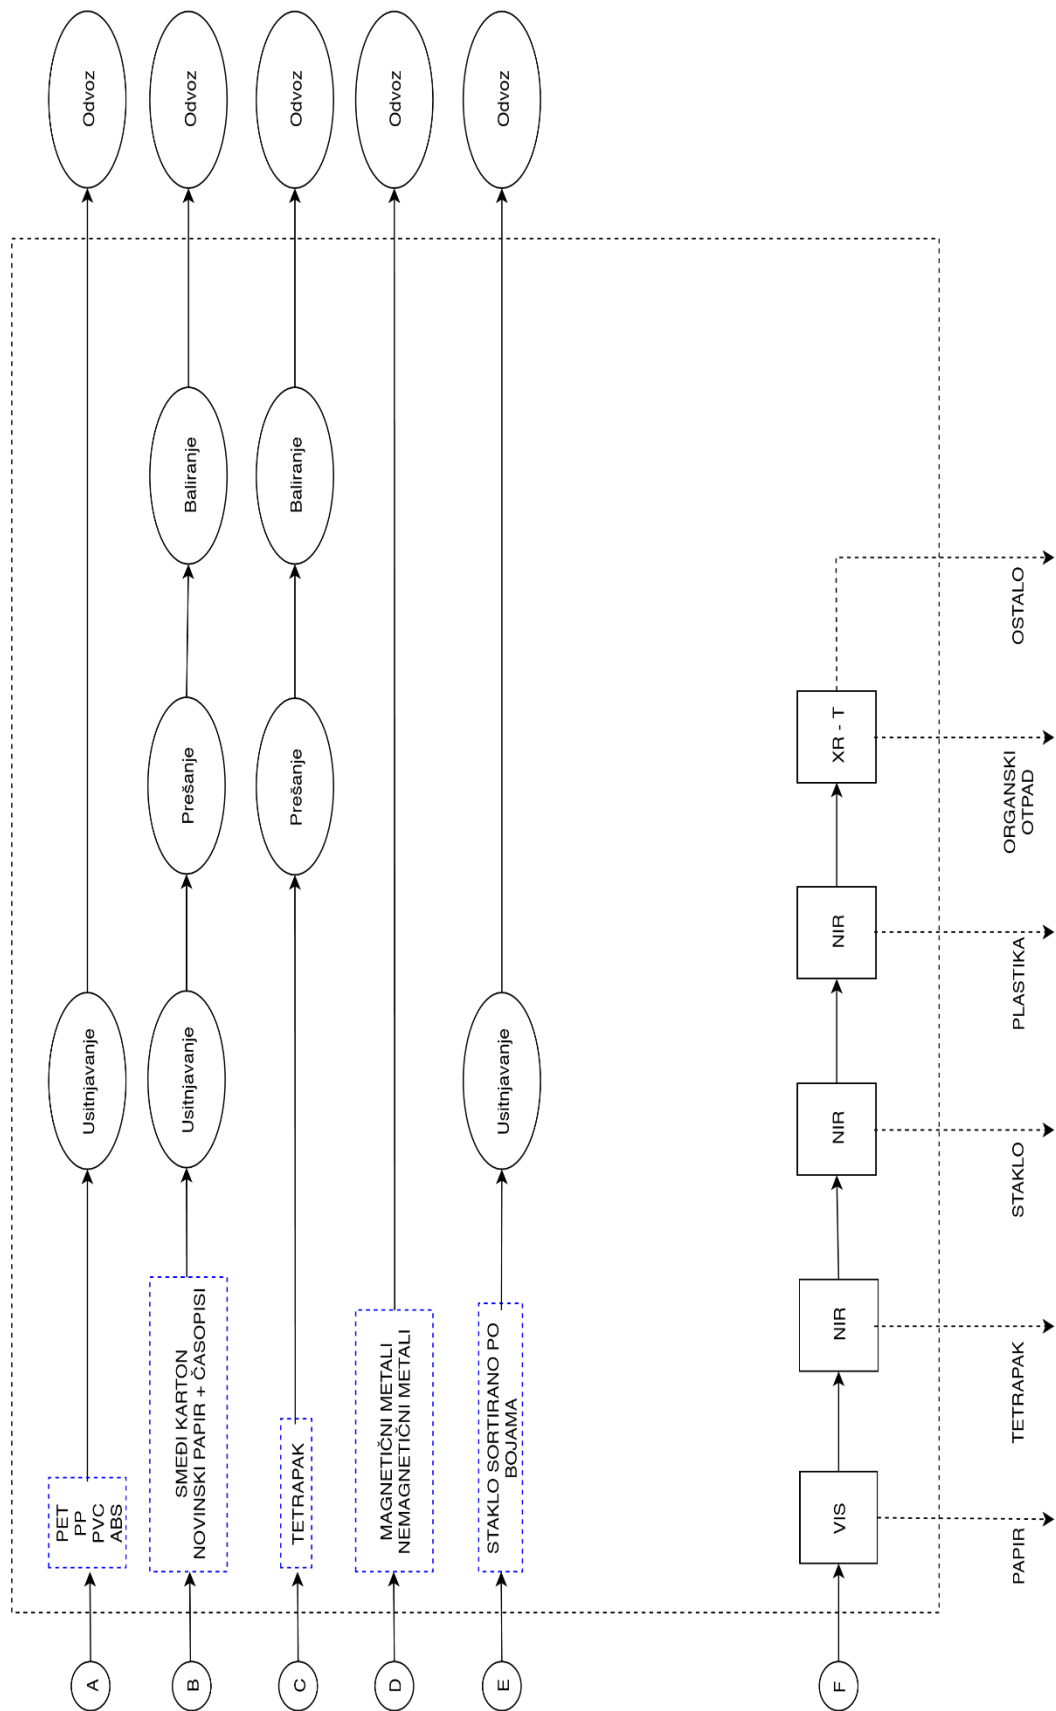 A
PET
PP
PVC
ABS
Usitnjavanje
Odvoz
B
SMEĐI KARTON
NOVINSKI PAPIR + ČASOPISI
Usitnjavanje
Prešanje
Baliranje
Odvoz
C
TETRAPAK
Prešanje
Baliranje
Odvoz
D
MAGNETIČNI METALI
NEMAGNETIČNI METALI
Odvoz
E
STAKLO SORTIRANO PO
BOJAMA
Usitnjavanje
Odvoz
F
VIS
NIR
NIR
NIR
XR - T
PAPIR
TETRAPAK
STAKLO
PLASTIKA
ORGANSKI
OTPAD
OSTALO